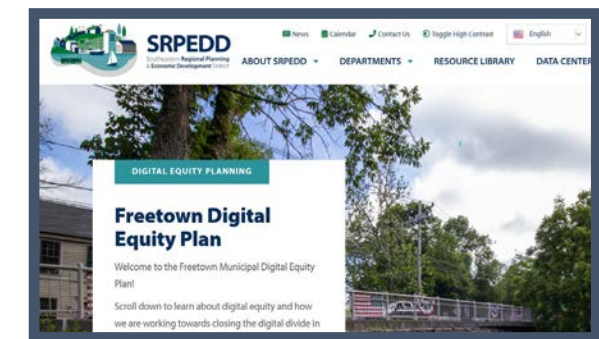 SRPEDD
Southeastern Regional Planning
& Economic Development District
News Calendar Contact Us Toggle High Contrast English
ABOUT SRPEDD DEPARTMENTS RESOURCE LIBRARY DATA CENTER
DIGITAL EQUITY PLANNING
Freetown Digital
Equity Plan
Welcome to the Freetown Municipal Digital Equity
Plan!
Scroll down to learn about digital equity and how
we are working towards closing the digital divide in